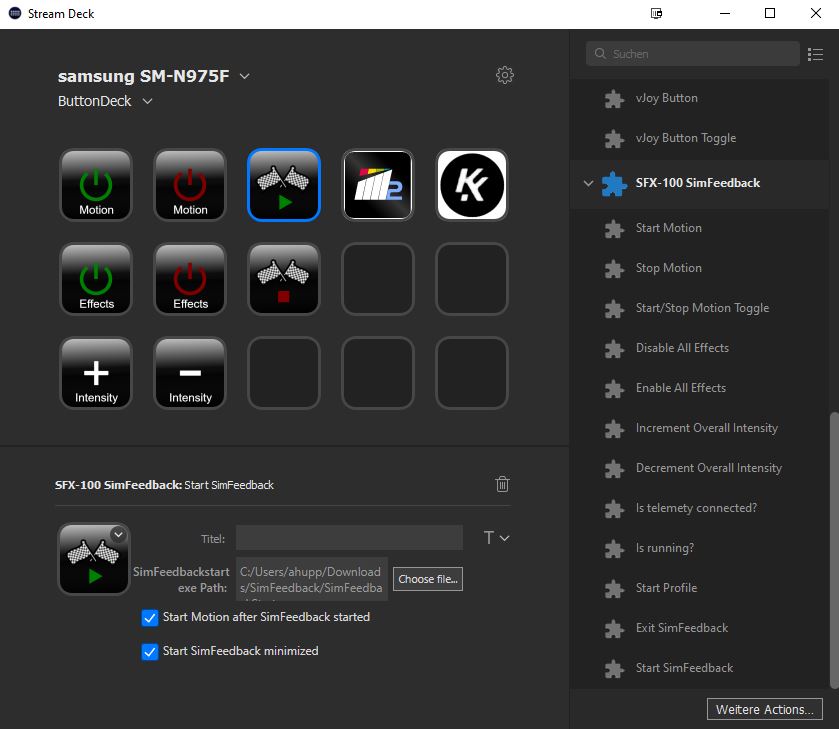 Stream Deck
samsung SM-N975F
ButtonDeck
Motion
Motion
2
K
Effects
Effects
Intensity
Intensity
SFX-100 SimFeedback: Start SimFeedback
Titel:
T
SimFeedbackstart
exe Path:
C:/Users/ahupp/Download
s/SimFeedback/SimFeedba
Choose file...
Start Motion after SimFeedback started
Start SimFeedback minimized
Suchen
vJoy Button
vJoy Button Toggle
SFX-100 SimFeedback
Start Motion
Stop Motion
Start/Stop Motion Toggle
Disable All Effects
Enable All Effects
Increment Overall Intensity
Decrement Overall Intensity
Is telemety connected?
Is running?
Start Profile
Exit SimFeedback
Start SimFeedback
Weitere Actions...